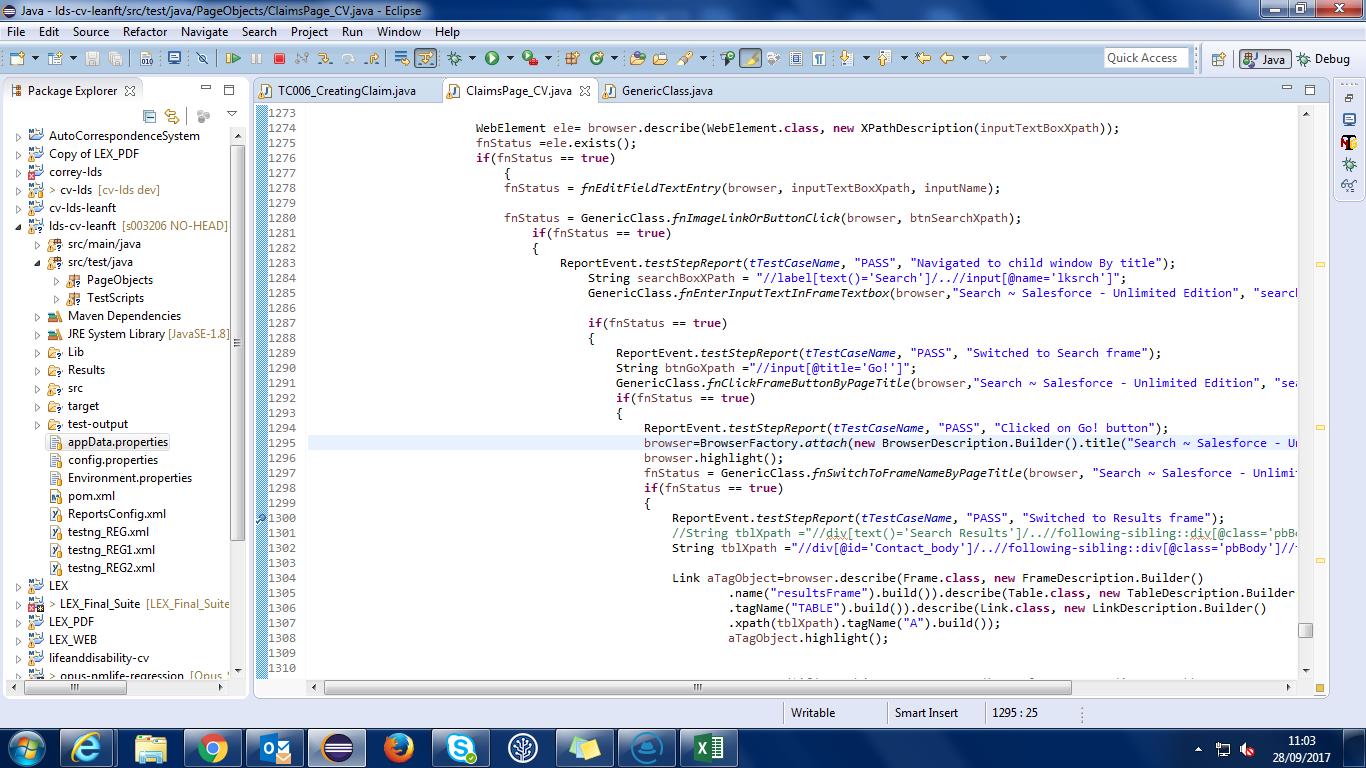 Java - lds-cv-leanft/src/test/java/PageObjects/ClaimsPage_CV.java - Eclipse
File Edit Source Refactor Navigate Search Project Run Window Help
Quick Access Java Debug
Package Explorer
AutoCorrespondenceSystem
Copy of LEX_PDF
correy-lds
> cv-lds [cv-lds dev]
cv-lds-leanft
lds-cv-leanft [s003206 NO-HEAD]
src/main/java
src/test/java
PageObjects
TestScripts
Maven Dependencies
JRE System Library [JavaSE-1.8]
Lib
Results
src
target
test-output
appData.properties
config.properties
Environment.properties
pom.xml
ReportsConfig.xml
testng_REG.xml
testng_REG1.xml
testng_REG2.xml
LEX
> LEX_Final_Suite [LEX_Final_Suite
LEX_PDF
LEX_WEB
lifeanddisability-cv
> opus-nmlife-regression [Opus_
TC006_CreatingClaim.java ClaimsPage_CV.java GenericClass.java
1273
1274 WebElement ele= browser.describe(WebElement.class, new XPathDescription(inputTextBoxXpath));
1275 fnStatus =ele.exists();
1276 if(fnStatus == true)
1277 {
1278 fnStatus = fnEditFieldTextEntry(browser, inputTextBoxXpath, inputName);
1279
1280 fnStatus = GenericClass.fnImageLinkOrButtonClick(browser, btnSearchXpath);
1281 if(fnStatus == true)
1282 {
1283 ReportEvent.testStepReport(tTestCaseName, "PASS", "Navigated to child window By title");
1284 String searchBoxXPath = "//label[text()='Search']/..//input[@name='lksrch']";
1285 GenericClass.fnEnterInputTextInFrameTextbox(browser,"Search ~ Salesforce - Unlimited Edition", "search
1286
1287 if(fnStatus == true)
1288 {
1289 ReportEvent.testStepReport(tTestCaseName, "PASS", "Switched to Search frame");
1290 String btnGoXpath ="//input[@title='Go!']";
1291 GenericClass.fnClickFrameButtonByPageTitle(browser,"Search ~ Salesforce - Unlimited Edition", "sea
1292 if(fnStatus == true)
1293 {
1294 ReportEvent.testStepReport(tTestCaseName, "PASS", "Clicked on Go! button");
1295 browser=BrowserFactory.attach(new BrowserDescription.Builder().title("Search ~ Salesforce - Un
1296 browser.highlight();
1297 fnStatus = GenericClass.fnSwitchToFrameNameByPageTitle(browser, "Search ~ Salesforce - Unlimit
1298 if(fnStatus == true)
1299 {
1300 ReportEvent.testStepReport(tTestCaseName, "PASS", "Switched to Results frame");
1301 //String tblXpath ="//div[text()='Search Results']/..//following-sibling::div[@class='pbBo
1302 String tblXpath ="//div[@id='Contact_body']/..//following-sibling::div[@class='pbBody']//
1303
1304 Link aTagObject=browser.describe(Frame.class, new FrameDescription.Builder()
1305 .name("resultsFrame").build()).describe(Table.class, new TableDescription.Builder
1306 .tagName("TABLE").build()).describe(Link.class, new LinkDescription.Builder()
1307 .xpath(tblXpath).tagName("A").build());
1308 aTagObject.highlight();
1309
1310
Writable Smart Insert 1295 : 25
11:03
28/09/2017